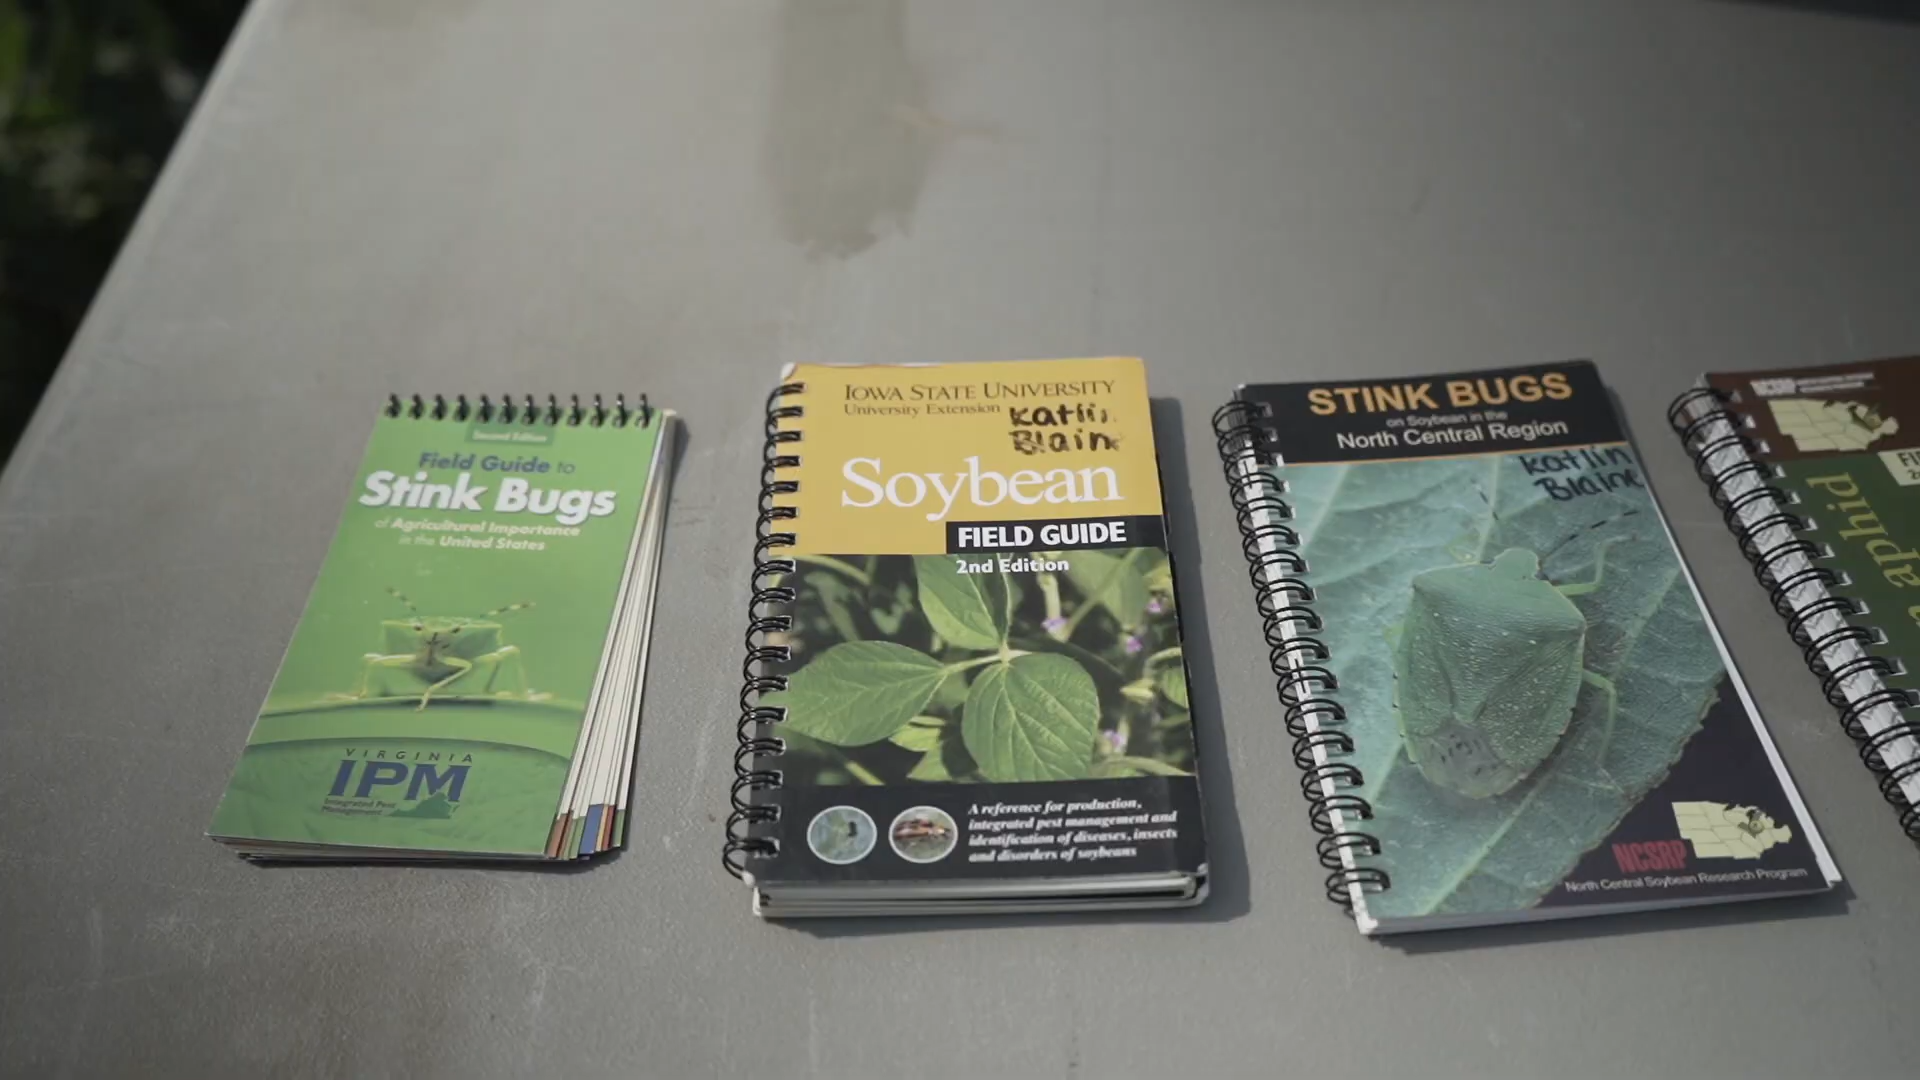 Second Edition
Field Guide to
Stink Bugs
of Agricultural Importance
in the United States
VIRGINIA
IPM
Integrated Pest
Management
IOWA STATE UNIVERSITY
University Extension
Katlin
Blaine
Soybean
FIELD GUIDE
2nd Edition
A reference for production,
integrated pest management and
identification of diseases, insects
and disorders of soybeans
STINK BUGS
on Soybean in the
North Central Region
Katlin
Blaine
NCSRP
North Central Soybean Research Program
NCSRP
aphid